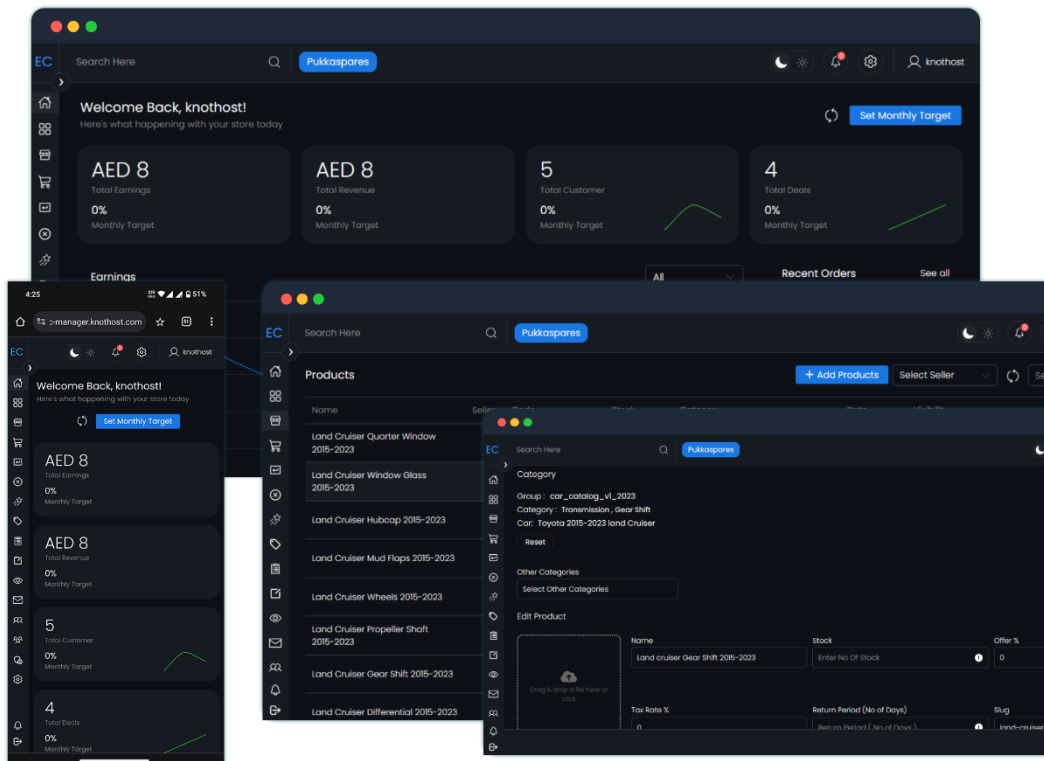 EC
Search Here
Pukkaspares
knothost
Welcome Back, knothost!
Here's what happening with your store today
Set Monthly Target
AED 8
Total Earnings
0%
Monthly Target
AED 8
Total Revenue
0%
Monthly Target
5
Total Customer
0%
Monthly Target
4
Total Deals
0%
Monthly Target
Earnings
All
Recent Orders
See all
4:25
51%
-manager.knothost.com
EC
knothost
Welcome Back, knothost!
Here's what happening with your store today
Set Monthly Target
AED 8
Total Earnings
0%
Monthly Target
AED 8
Total Revenue
0%
Monthly Target
5
Total Customer
0%
Monthly Target
4
Total Deals
0%
Monthly Target
EC
Search Here
Pukkaspares
Products
+ Add Products
Select Seller
Name
Land Cruiser Quarter Window
2015-2023
Land Cruiser Window Glass
2015-2023
Land Cruiser Hubcap 2015-2023
Land Cruiser Mud Flaps 2015-2023
Land Cruiser Wheels 2015-2023
Land Cruiser Propeller Shaft
2015-2023
Land Cruiser Gear Shift 2015-2023
Land Cruiser Differential 2015-2023
EC
Search Here
Pukkaspares
Category
Group : car_catalog_v1_2023
Category : Transmission , Gear Shift
Car: Toyota 2015-2023 land Cruiser
Reset
Other Categories
Select Other Categories
Edit Product
Drag & drop a file here or
click
Name
Land cruiser Gear Shift 2015-2023
Stock
Enter No Of Stock
Offer %
0
Tax Rate %
0
Return Period (No of Days)
Return Period ( No of Days )
Slug
land-cruiser